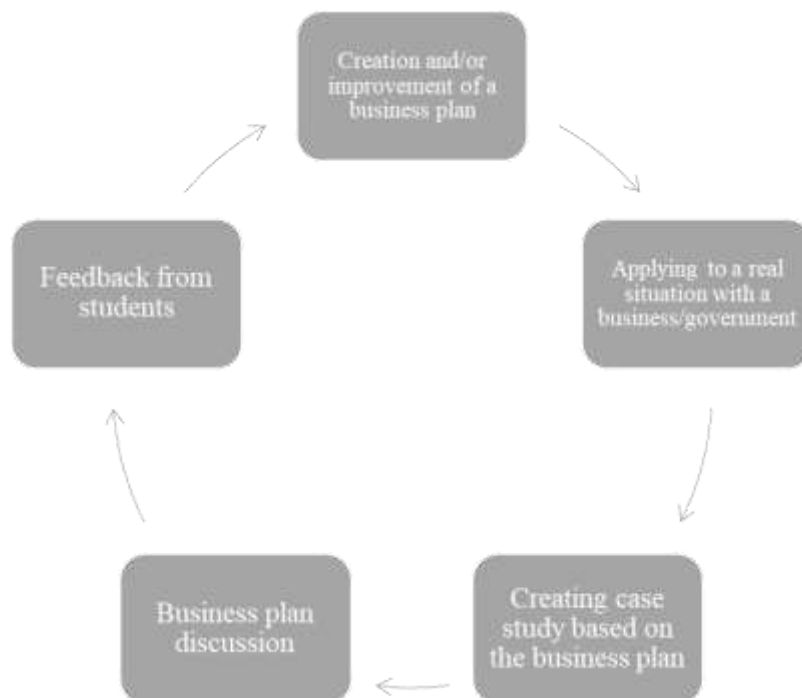 Creation and/or
improvement of a
business plan
Applying to a real
situation with a
business/government
Creating case
study based on
the business plan
Business plan
discussion
Feedback from
students